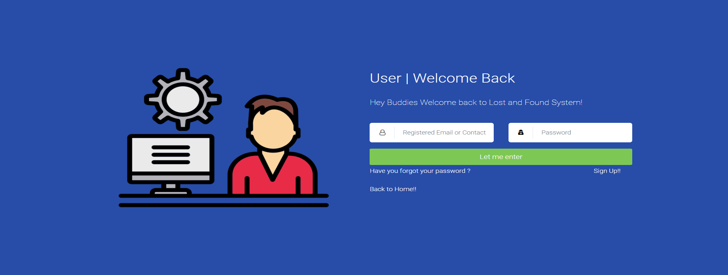 User | Welcome Back
Hey Buddies Welcome back to Lost and Found System!
Registered Email or Contact Password
Let me enter
Have you forgot your password ? Sign Up!!
Back to Home!!